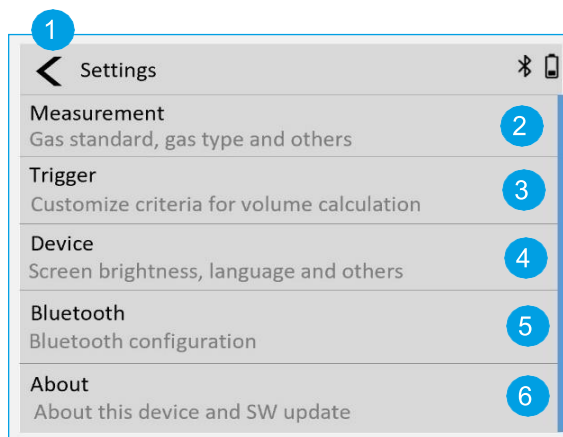 1
Settings
Measurement
Gas standard, gas type and others
2
Trigger
Customize criteria for volume calculation
3
Device
Screen brightness, language and others
4
Bluetooth
Bluetooth configuration
5
About
About this device and SW update
6